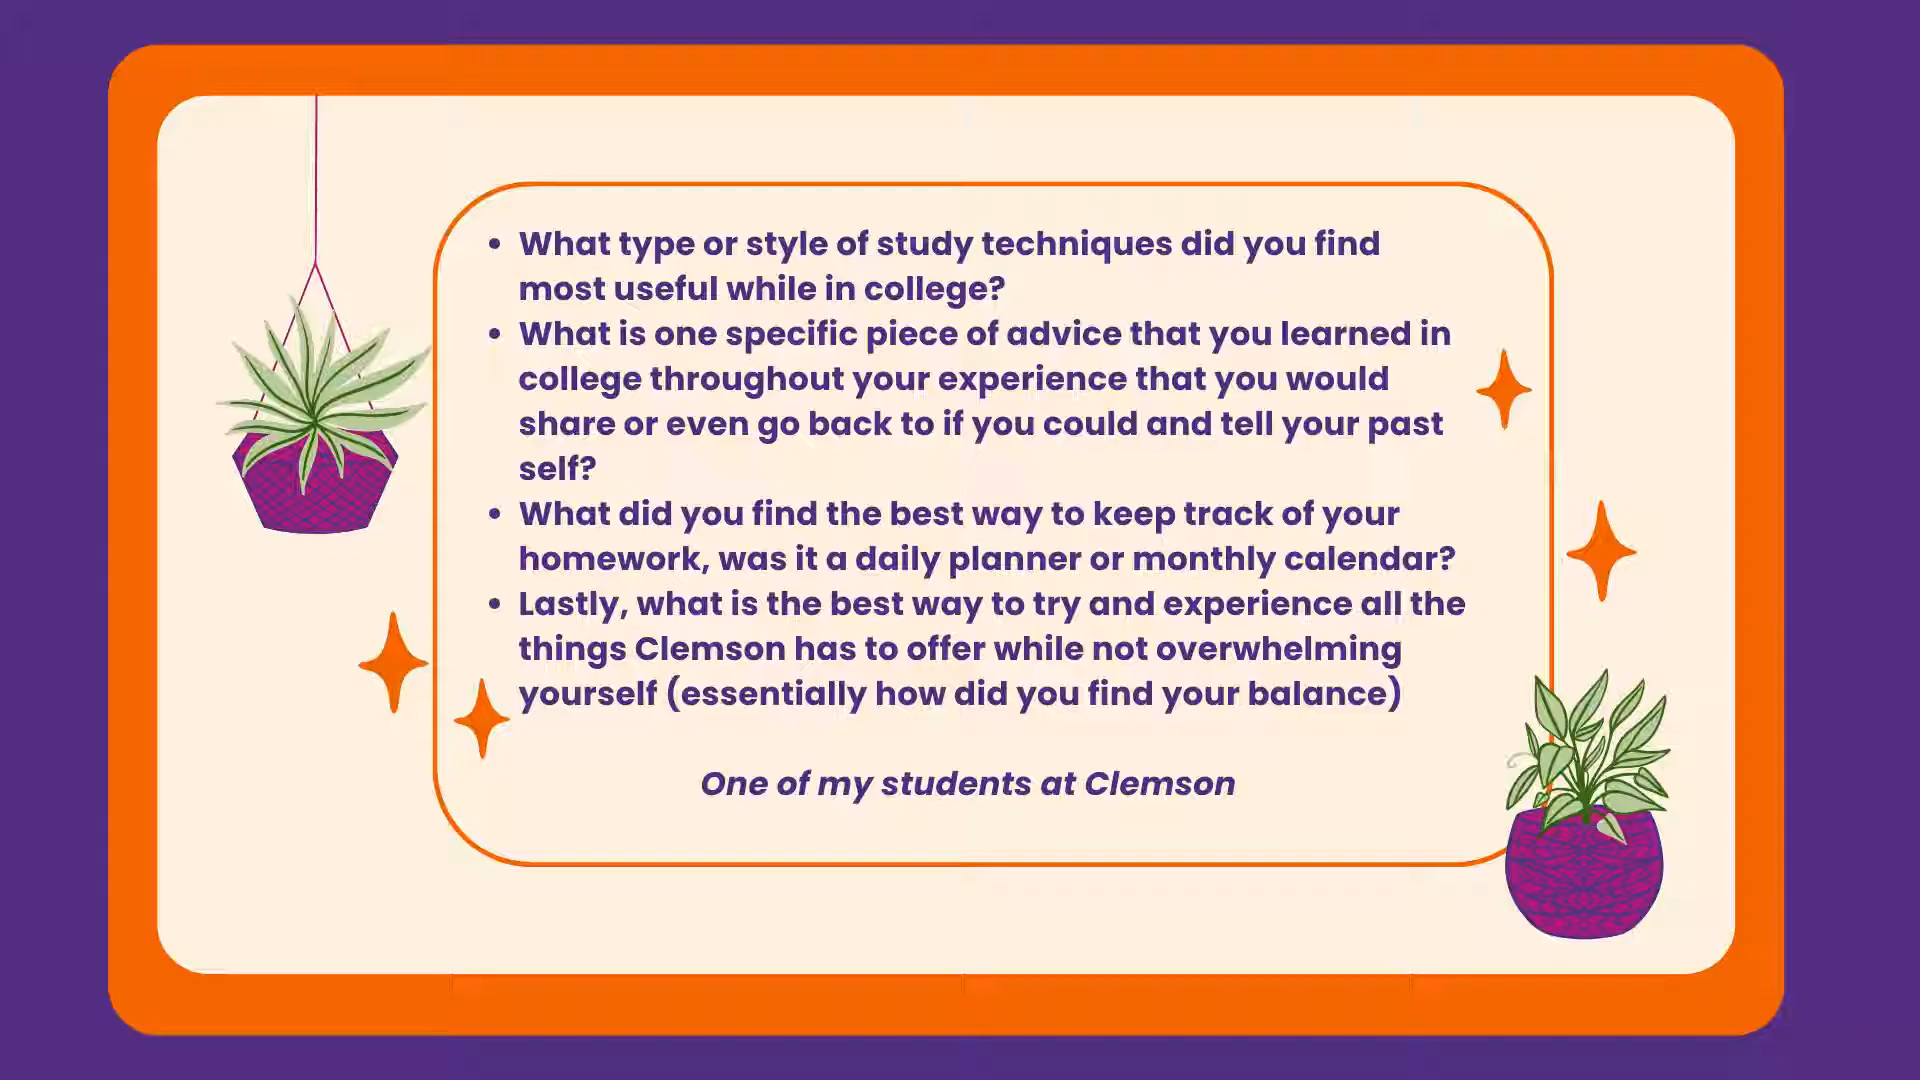 • What type or style of study techniques did you find
most useful while in college?
• What is one specific piece of advice that you learned in
college throughout your experience that you would
share or even go back to if you could and tell your past
self?
• What did you find the best way to keep track of your
homework, was it a daily planner or monthly calendar?
• Lastly, what is the best way to try and experience all the
things Clemson has to offer while not overwhelming
yourself (essentially how did you find your balance)
One of my students at Clemson